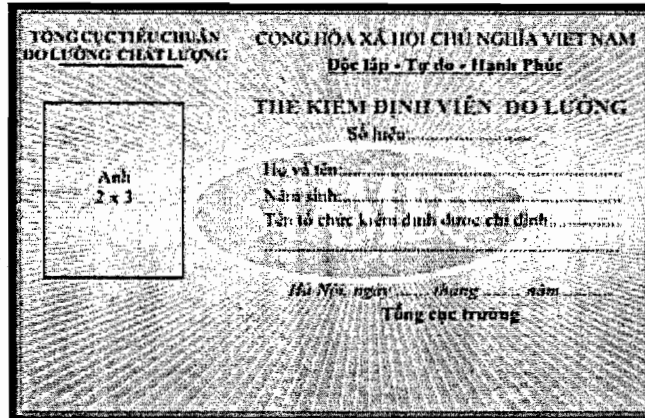 TỔNG CỤC TIÊU CHUẨN
ĐO LƯỜNG CHẤT LƯỢNG
CỘNG HÒA XÃ HỘI CHỦ NGHĨA VIỆT NAM
Độc lập - Tự do - Hạnh Phúc
THẺ KIỂM ĐỊNH VIÊN ĐO LƯỜNG
Số hiệu:....................
Ảnh
2 x 3
Họ và tên:....................
Năm sinh:....................
Tên tổ chức kiểm định được chỉ định:....................
Hà Nội, ngày ....... tháng ....... năm .......
Tổng cục trưởng